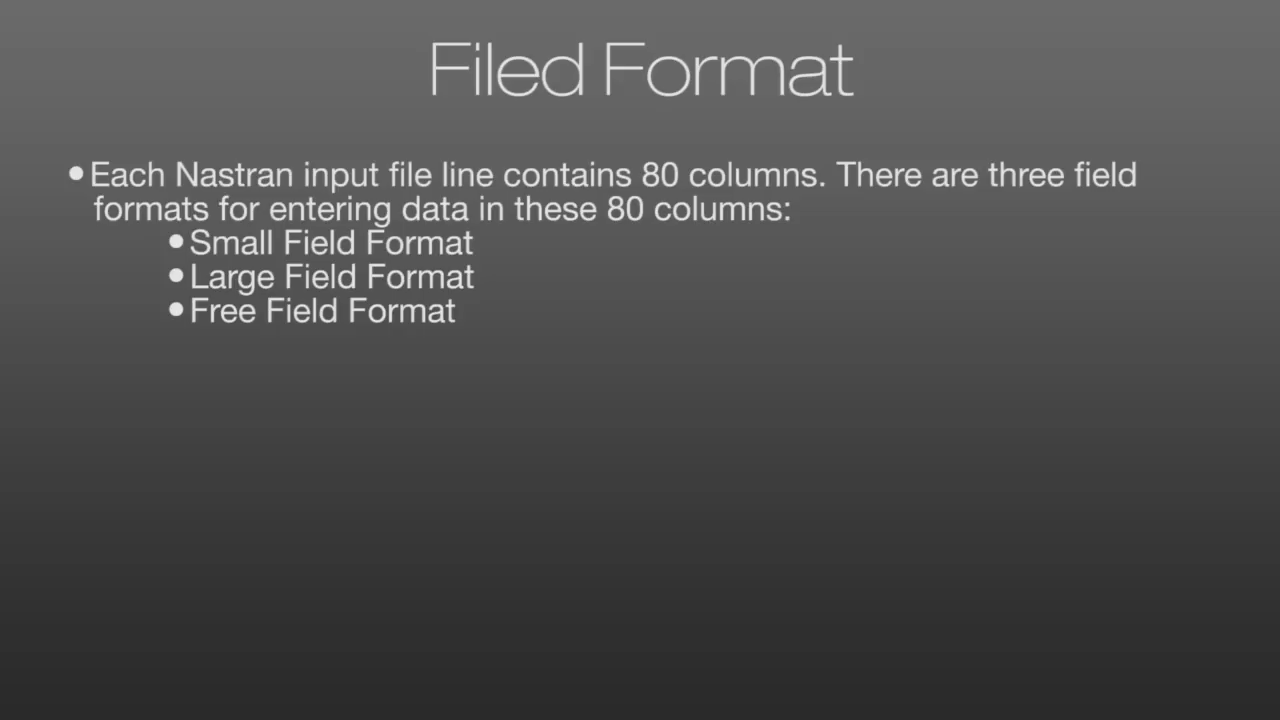 Filed Format
•Each Nastran input file line contains 80 columns. There are three field
formats for entering data in these 80 columns:
•Small Field Format
•Large Field Format
•Free Field Format